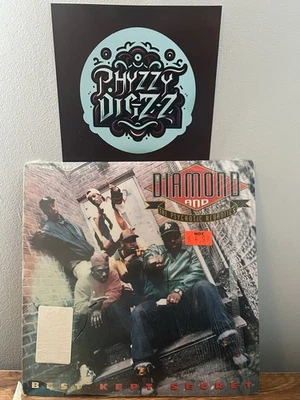 PHYZZY
DIGZZ
DIAMOND
AND
THE PSYCHOTIC NEUROTICS
BEST KEPT SECRET